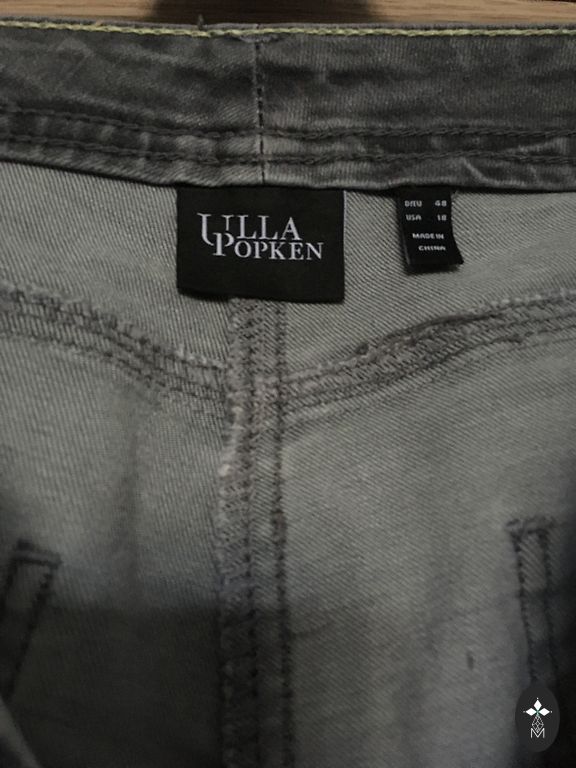 ULLA
POPKEN
D/EU 48
USA 18
MADE IN
CHINA
M